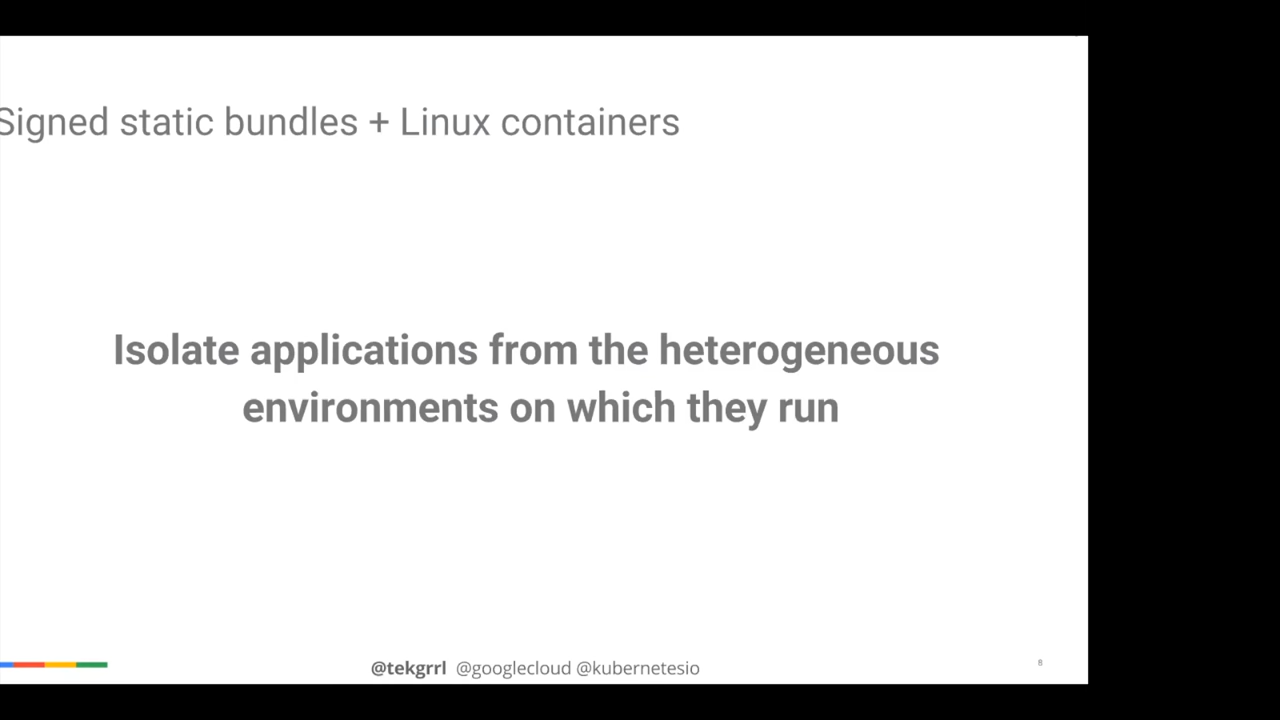 Signed static bundles + Linux containers
Isolate applications from the heterogeneous
environments on which they run
@tekgrrl @googlecloud @kubernetesio
8